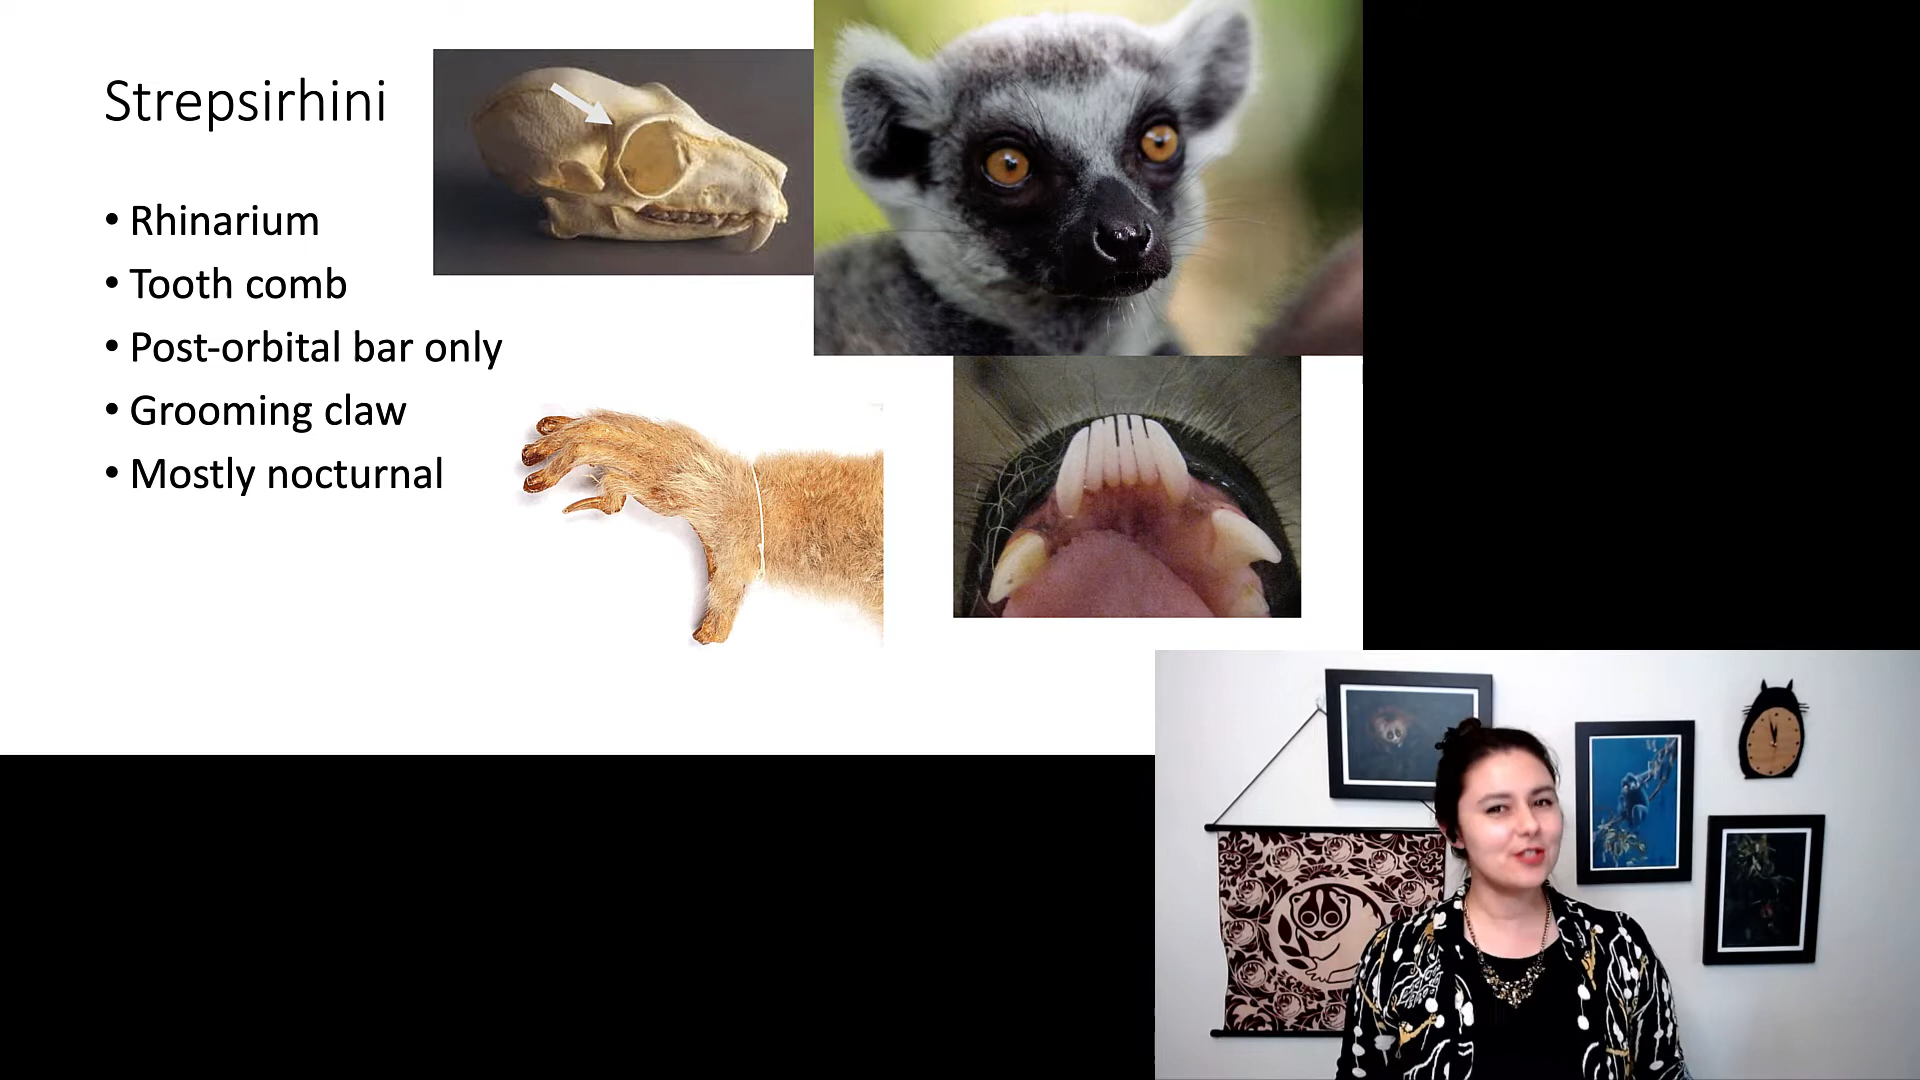 Strepsirhini
• Rhinarium
• Tooth comb
• Post-orbital bar only
• Grooming claw
• Mostly nocturnal